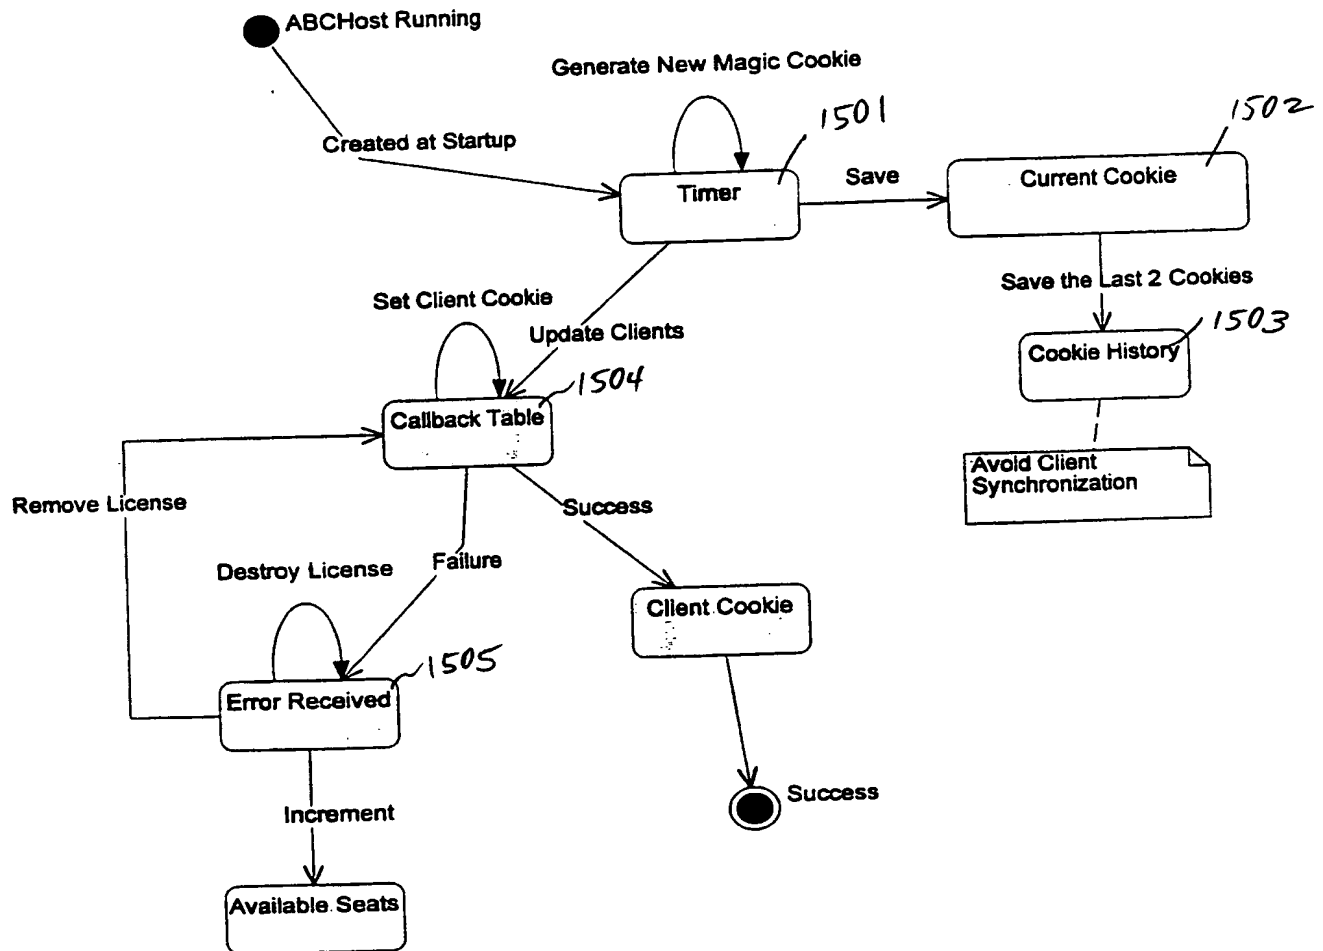 ABCHost Running
Generate New Magic Cookie
1501
1502
Created at Startup
Timer
Save
Current Cookie
Set Client Cookie
Save the Last 2 Cookies
Update Clients
1503
Cookie History
1504
Callback Table
Avoid Client
Synchronization
Remove License
Success
Destroy License
Failure
Client Cookie
1505
Error Received
Success
Increment
Available Seats